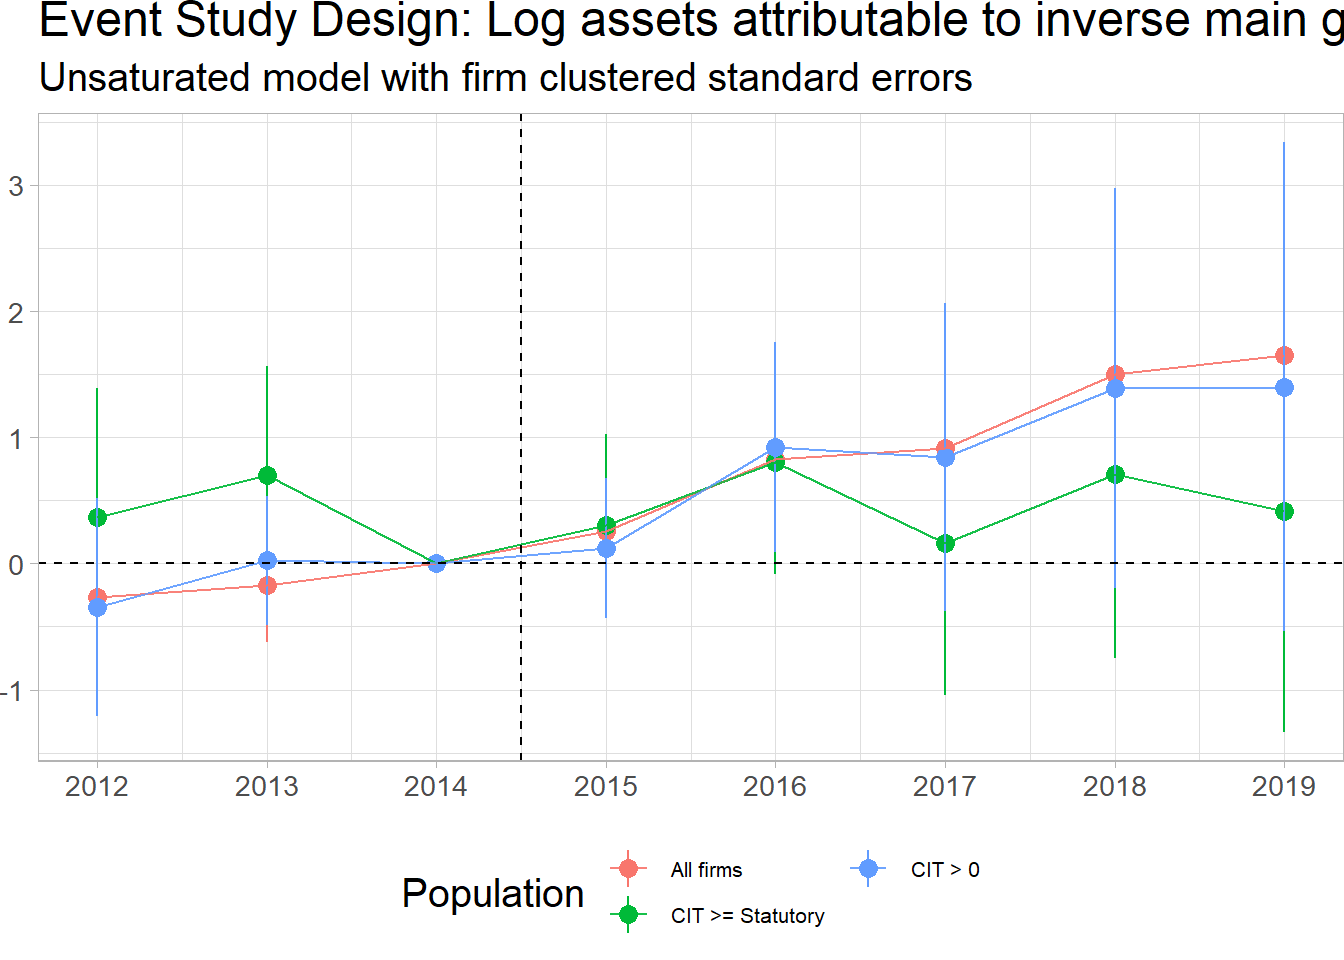 Event Study Design: Log assets attributable to inverse main g
Unsaturated model with firm clustered standard errors
3
2
1
0
-1
2012 2013 2014 2015 2016 2017 2018 2019
Population
All firms
CIT > 0
CIT >= Statutory